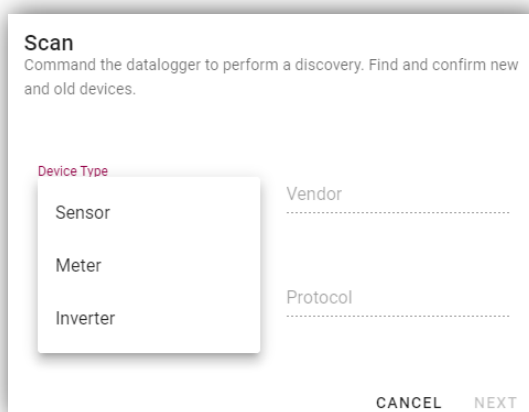 Scan
Command the datalogger to perform a discovery. Find and confirm new
and old devices.
Device Type
Vendor
Sensor
Meter
Protocol
Inverter
CANCEL NEXT